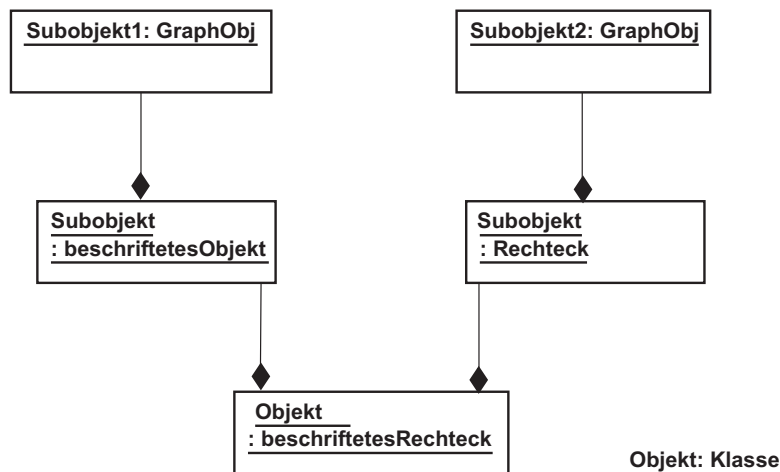 Subobjekt1: GraphObj
Subobjekt2: GraphObj
Subobjekt
: beschriftetesObjekt
Subobjekt
: Rechteck
Objekt
: beschriftetesRechteck
Objekt: Klasse